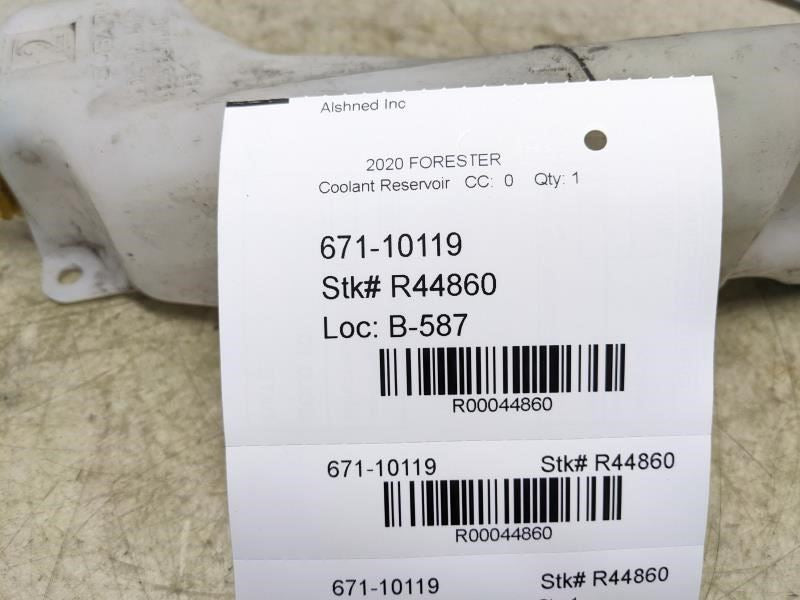 SUBARU
Alshned Inc
2020 FORESTER
Coolant Reservoir CC: 0 Qty: 1
671-10119
Stk# R44860
Loc: B-587
R00044860
671-10119 Stk# R44860
R00044860
671-10119 Stk# R44860